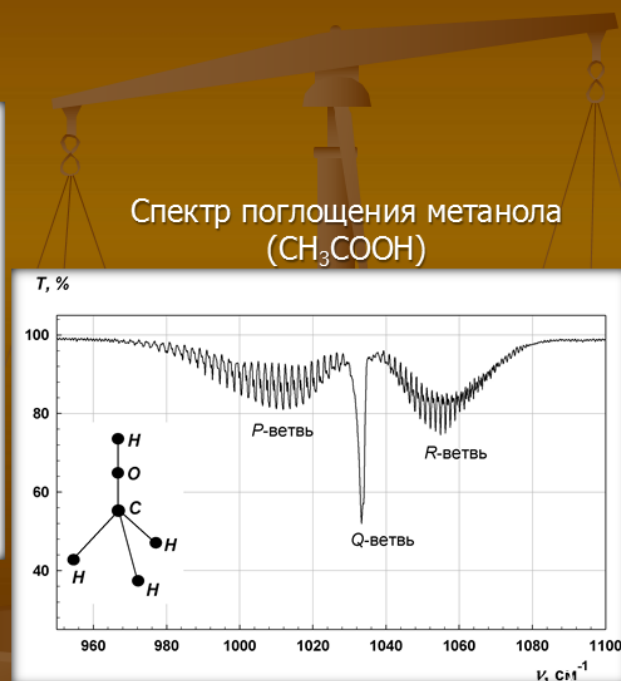 Спектр поглощения метанола
(CH₃COOH)
T, %
100
80
60
40
P-ветвь
R-ветвь
Q-ветвь
H
O
C
H
H
H
960
980
1000
1020
1040
1060
1080
1100
ν, см⁻¹